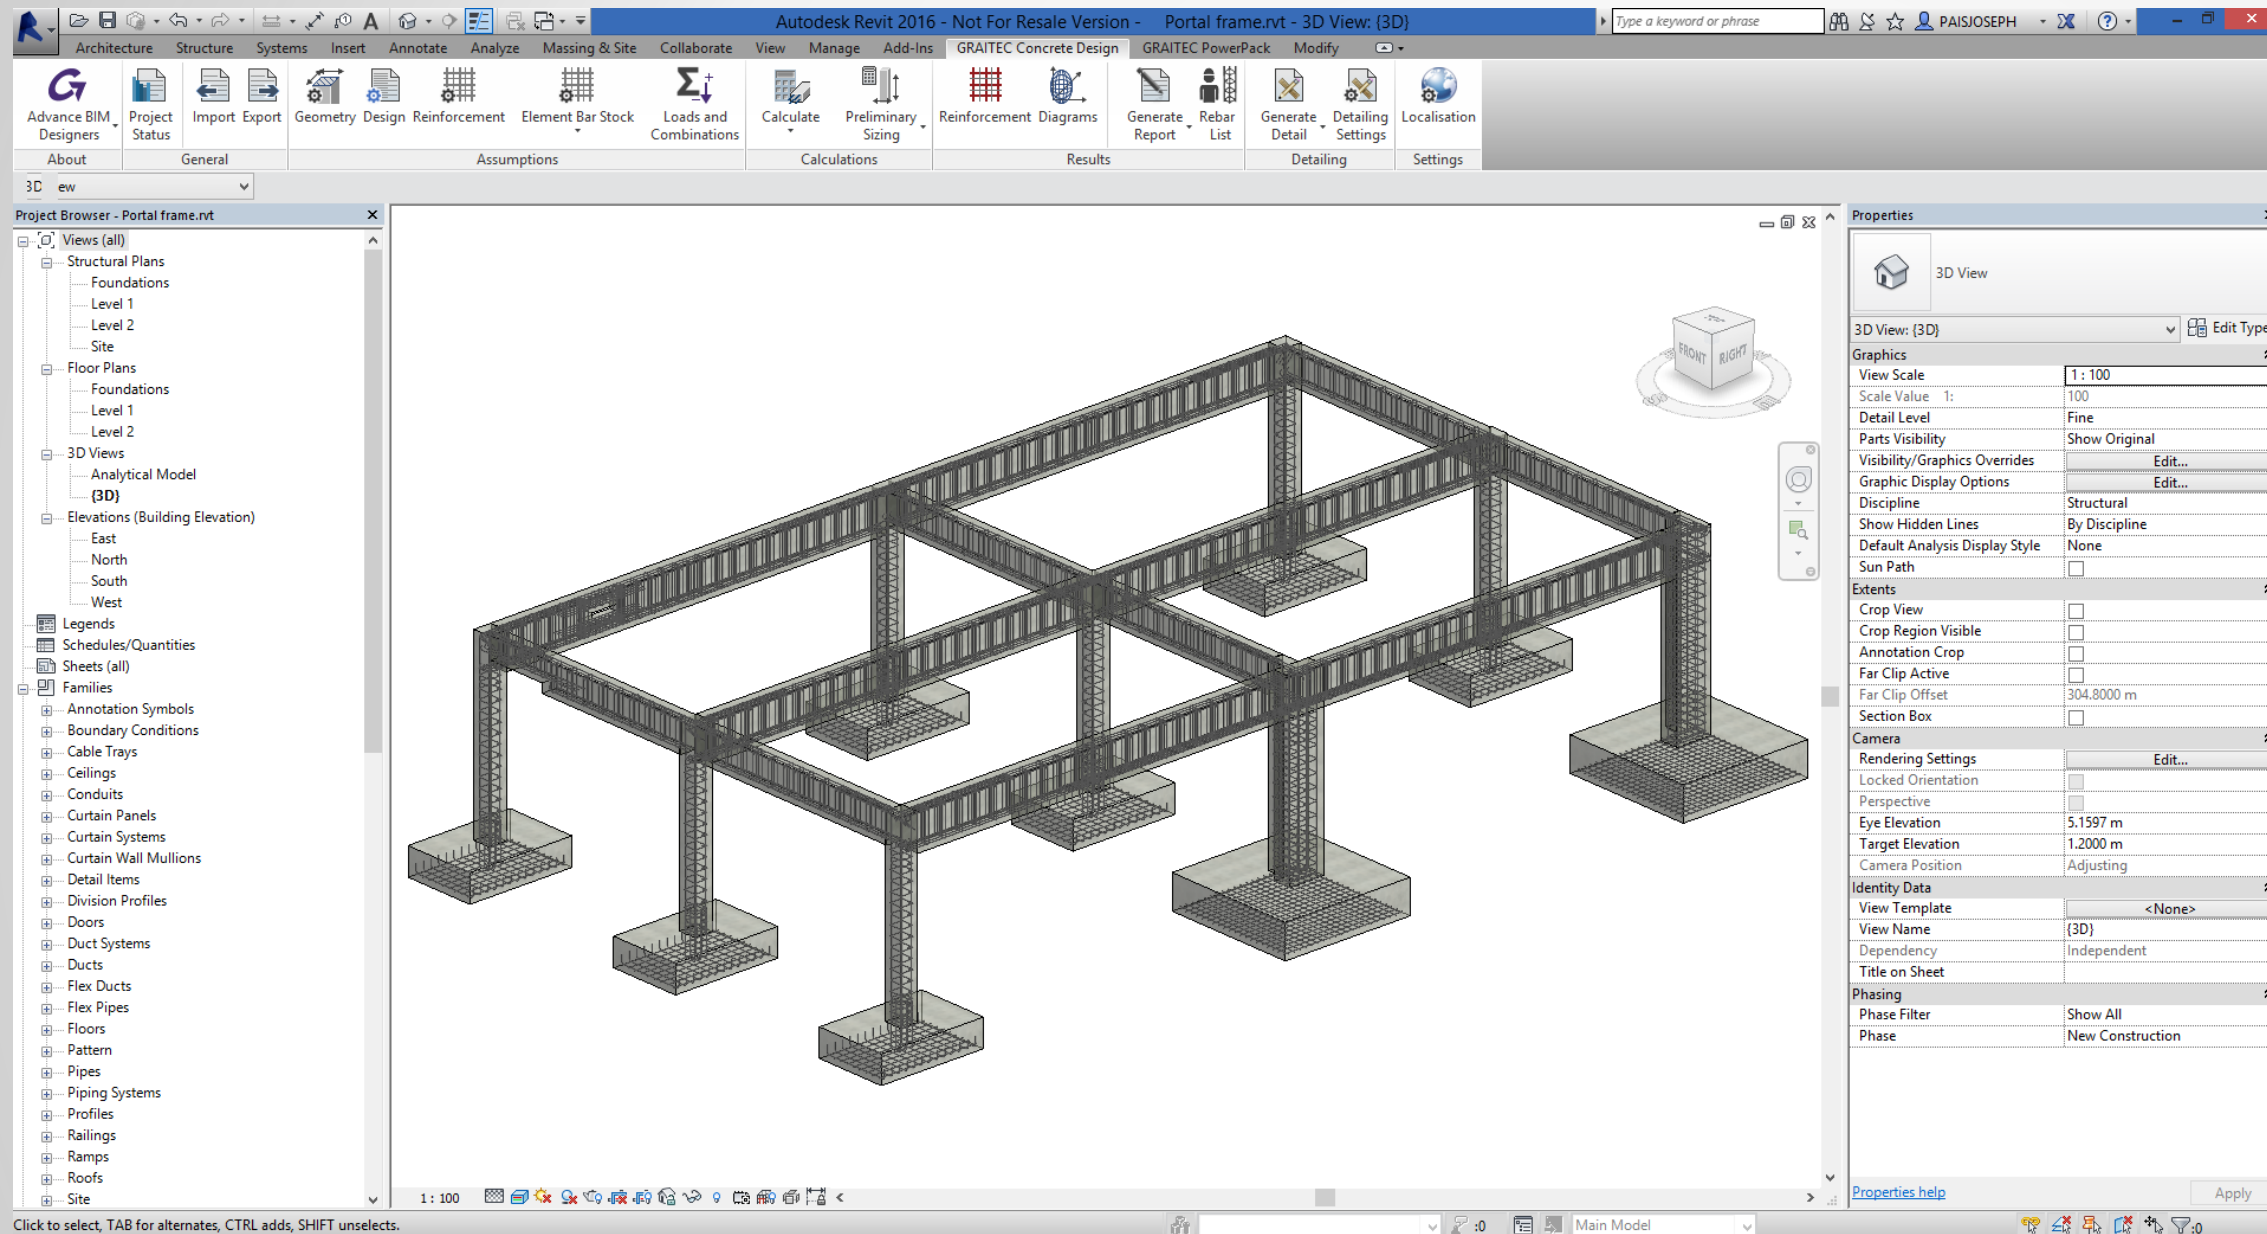 Autodesk Revit 2016 - Not For Resale Version - Portal frame.rvt - 3D View: {3D}
Type a keyword or phrase
PAISJOSEPH
Architecture Structure Systems Insert Annotate Analyze Massing & Site Collaborate View Manage Add-Ins GRAITEC Concrete Design GRAITEC PowerPack Modify
Advance BIM Designers
Project Status
Import Export
Geometry Design Reinforcement
Element Bar Stock
Loads and Combinations
Calculate
Preliminary Sizing
Reinforcement Diagrams
Generate Report
Rebar List
Generate Detail
Detailing Settings
Localisation
About General Assumptions Calculations Results Detailing Settings
3D ew
Project Browser - Portal frame.rvt
Views (all)
Structural Plans
Foundations
Level 1
Level 2
Site
Floor Plans
Foundations
Level 1
Level 2
3D Views
Analytical Model
{3D}
Elevations (Building Elevation)
East
North
South
West
Legends
Schedules/Quantities
Sheets (all)
Families
Annotation Symbols
Boundary Conditions
Cable Trays
Ceilings
Conduits
Curtain Panels
Curtain Systems
Curtain Wall Mullions
Detail Items
Division Profiles
Doors
Duct Systems
Ducts
Flex Ducts
Flex Pipes
Floors
Pattern
Pipes
Piping Systems
Profiles
Railings
Ramps
Roofs
Site
FRONT RIGHT
1 : 100
Properties
3D View
3D View: {3D}
Edit Type
Graphics
View Scale 1 : 100
Scale Value 1: 100
Detail Level Fine
Parts Visibility Show Original
Visibility/Graphics Overrides Edit...
Graphic Display Options Edit...
Discipline Structural
Show Hidden Lines By Discipline
Default Analysis Display Style None
Sun Path
Extents
Crop View
Crop Region Visible
Annotation Crop
Far Clip Active
Far Clip Offset 304.8000 m
Section Box
Camera
Rendering Settings Edit...
Locked Orientation
Perspective
Eye Elevation 5.1597 m
Target Elevation 1.2000 m
Camera Position Adjusting
Identity Data
View Template <None>
View Name {3D}
Dependency Independent
Title on Sheet
Phasing
Phase Filter Show All
Phase New Construction
Properties help
Apply
Click to select, TAB for alternates, CTRL adds, SHIFT unselects.
:0
Main Model
:0